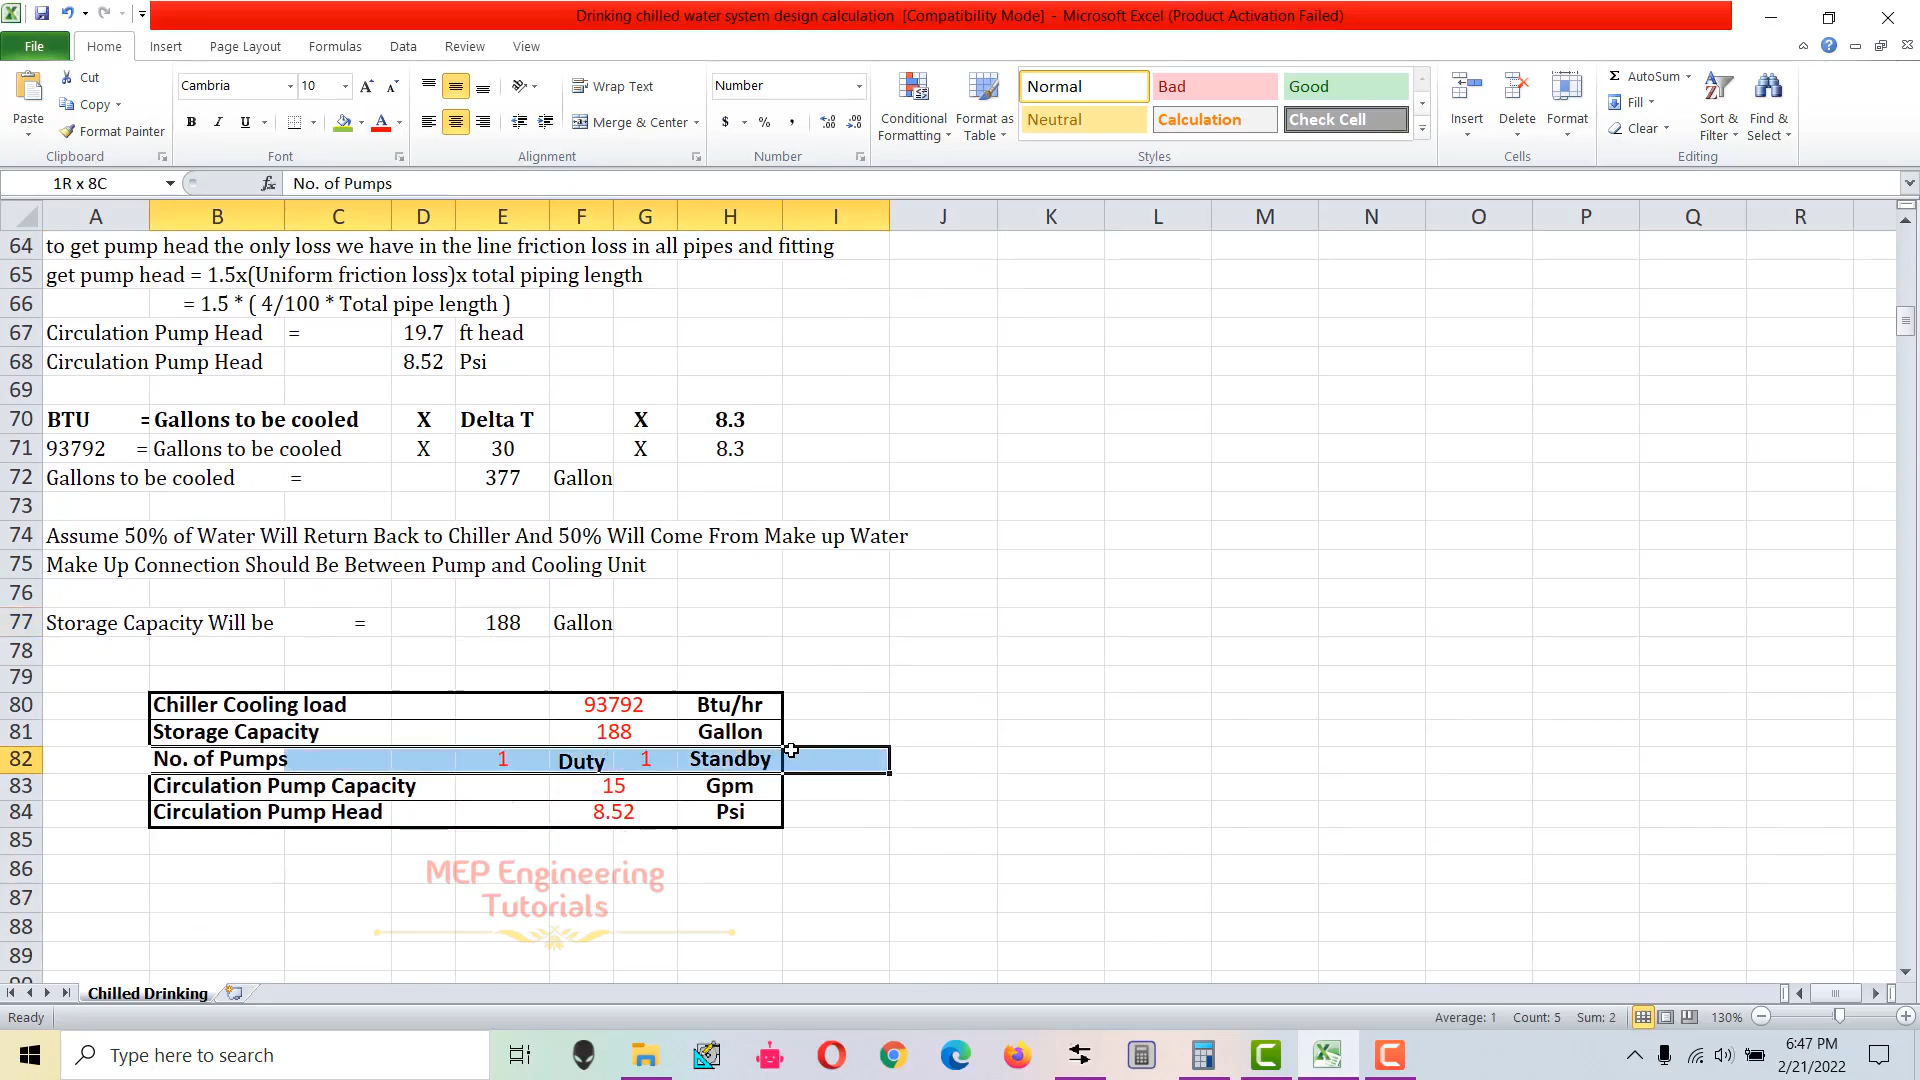 Drinking chilled water system design calculation [Compatibility Mode] - Microsoft Excel (Product Activation Failed)
File Home Insert Page Layout Formulas Data Review View
Cut
Copy
Format Painter
Paste
Clipboard
Cambria 10
B I U
Font
Wrap Text
Merge & Center
Alignment
Number
$ % ,
Number
Conditional Formatting
Format as Table
Normal Bad Good
Neutral Calculation Check Cell
Styles
Insert Delete Format
Cells
AutoSum
Fill
Clear
Sort & Filter
Find & Select
Editing
1R x 8C fx No. of Pumps
A B C D E F G H I J K L M N O P Q R
64 to get pump head the only loss we have in the line friction loss in all pipes and fitting
65 get pump head = 1.5x(Uniform friction loss)x total piping length
66 = 1.5 * ( 4/100 * Total pipe length )
67 Circulation Pump Head = 19.7 ft head
68 Circulation Pump Head 8.52 Psi
69
70 BTU = Gallons to be cooled X Delta T X 8.3
71 93792 = Gallons to be cooled X 30 X 8.3
72 Gallons to be cooled = 377 Gallon
73
74 Assume 50% of Water Will Return Back to Chiller And 50% Will Come From Make up Water
75 Make Up Connection Should Be Between Pump and Cooling Unit
76
77 Storage Capacity Will be = 188 Gallon
78
79
80 Chiller Cooling load 93792 Btu/hr
81 Storage Capacity 188 Gallon
82 No. of Pumps 1 Duty 1 Standby
83 Circulation Pump Capacity 15 Gpm
84 Circulation Pump Head 8.52 Psi
85
86
87
88
89
MEP Engineering
Tutorials
Chilled Drinking
Ready Average: 1 Count: 5 Sum: 2 130%
Type here to search
6:47 PM
2/21/2022